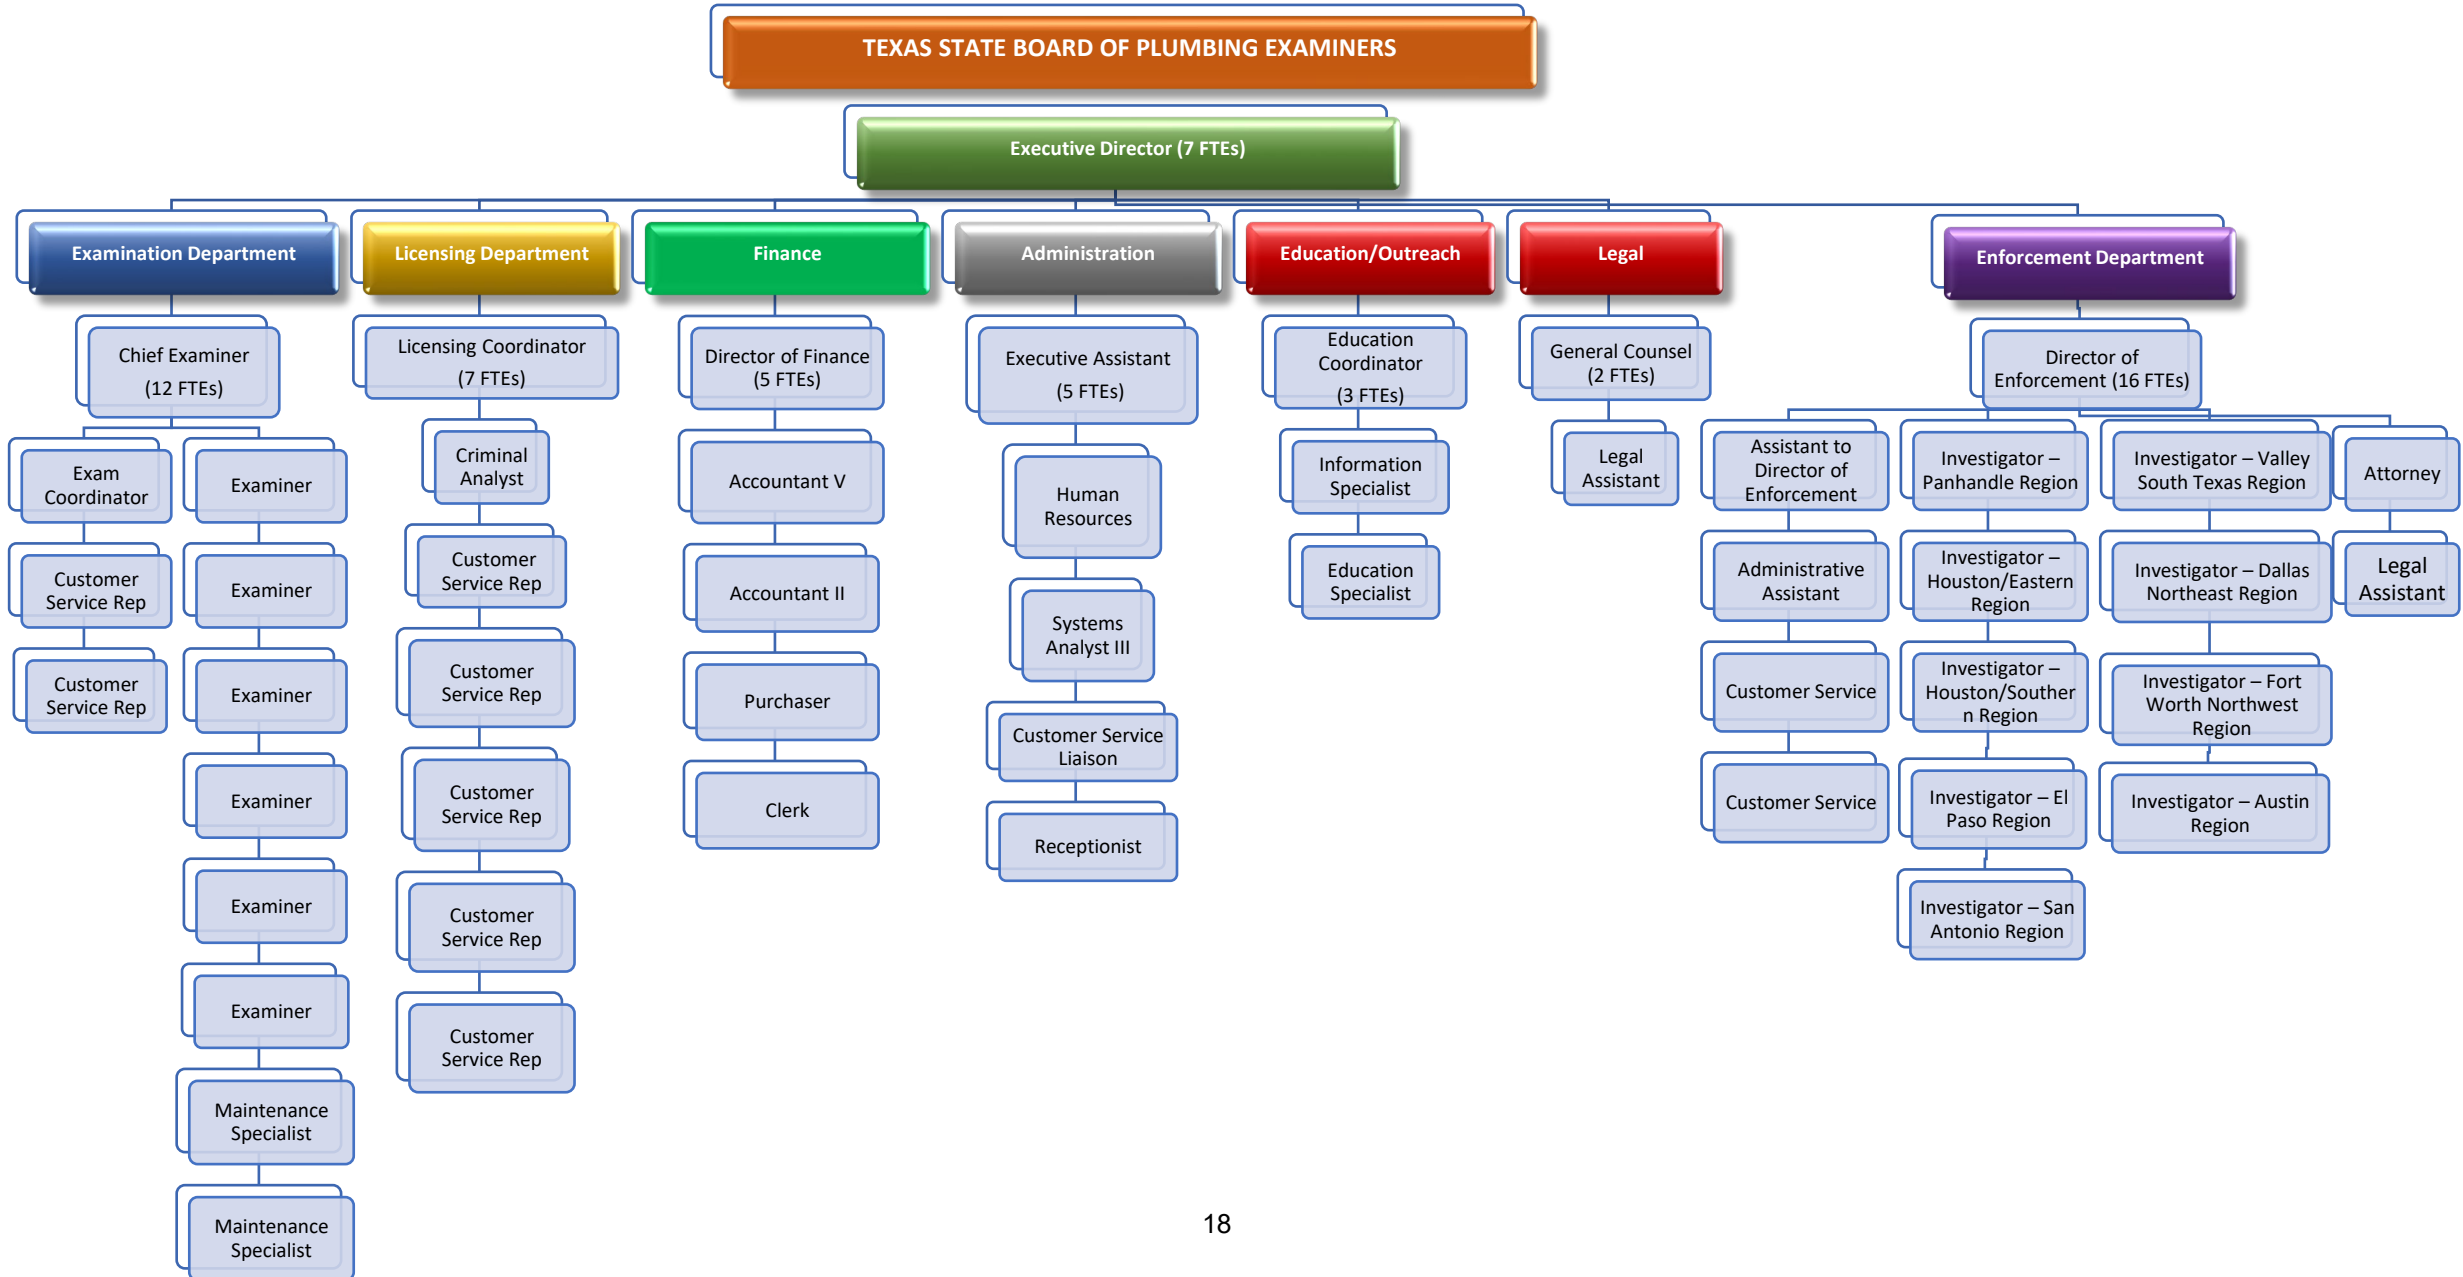 TEXAS STATE BOARD OF PLUMBING EXAMINERS
Executive Director (7 FTEs)
Examination Department
Licensing Department
Finance
Administration
Education/Outreach
Legal
Enforcement Department
Chief Examiner
(12 FTEs)
Exam
Coordinator
Customer
Service Rep
Customer
Service Rep
Examiner
Examiner
Examiner
Examiner
Examiner
Examiner
Maintenance
Specialist
Maintenance
Specialist
Licensing Coordinator
(7 FTEs)
Criminal
Analyst
Customer
Service Rep
Customer
Service Rep
Customer
Service Rep
Customer
Service Rep
Customer
Service Rep
Director of Finance
(5 FTEs)
Accountant V
Accountant II
Purchaser
Clerk
Executive Assistant
(5 FTEs)
Human
Resources
Systems
Analyst III
Customer Service
Liaison
Receptionist
Education
Coordinator
(3 FTEs)
Information
Specialist
Education
Specialist
General Counsel
(2 FTEs)
Legal
Assistant
Director of
Enforcement (16 FTEs)
Assistant to
Director of
Enforcement
Administrative
Assistant
Customer Service
Customer Service
Investigator –
Panhandle Region
Investigator –
Houston/Eastern
Region
Investigator –
Houston/Souther
n Region
Investigator – El
Paso Region
Investigator – San
Antonio Region
Investigator – Valley
South Texas Region
Investigator – Dallas
Northeast Region
Investigator – Fort
Worth Northwest
Region
Investigator – Austin
Region
Attorney
Legal
Assistant
18